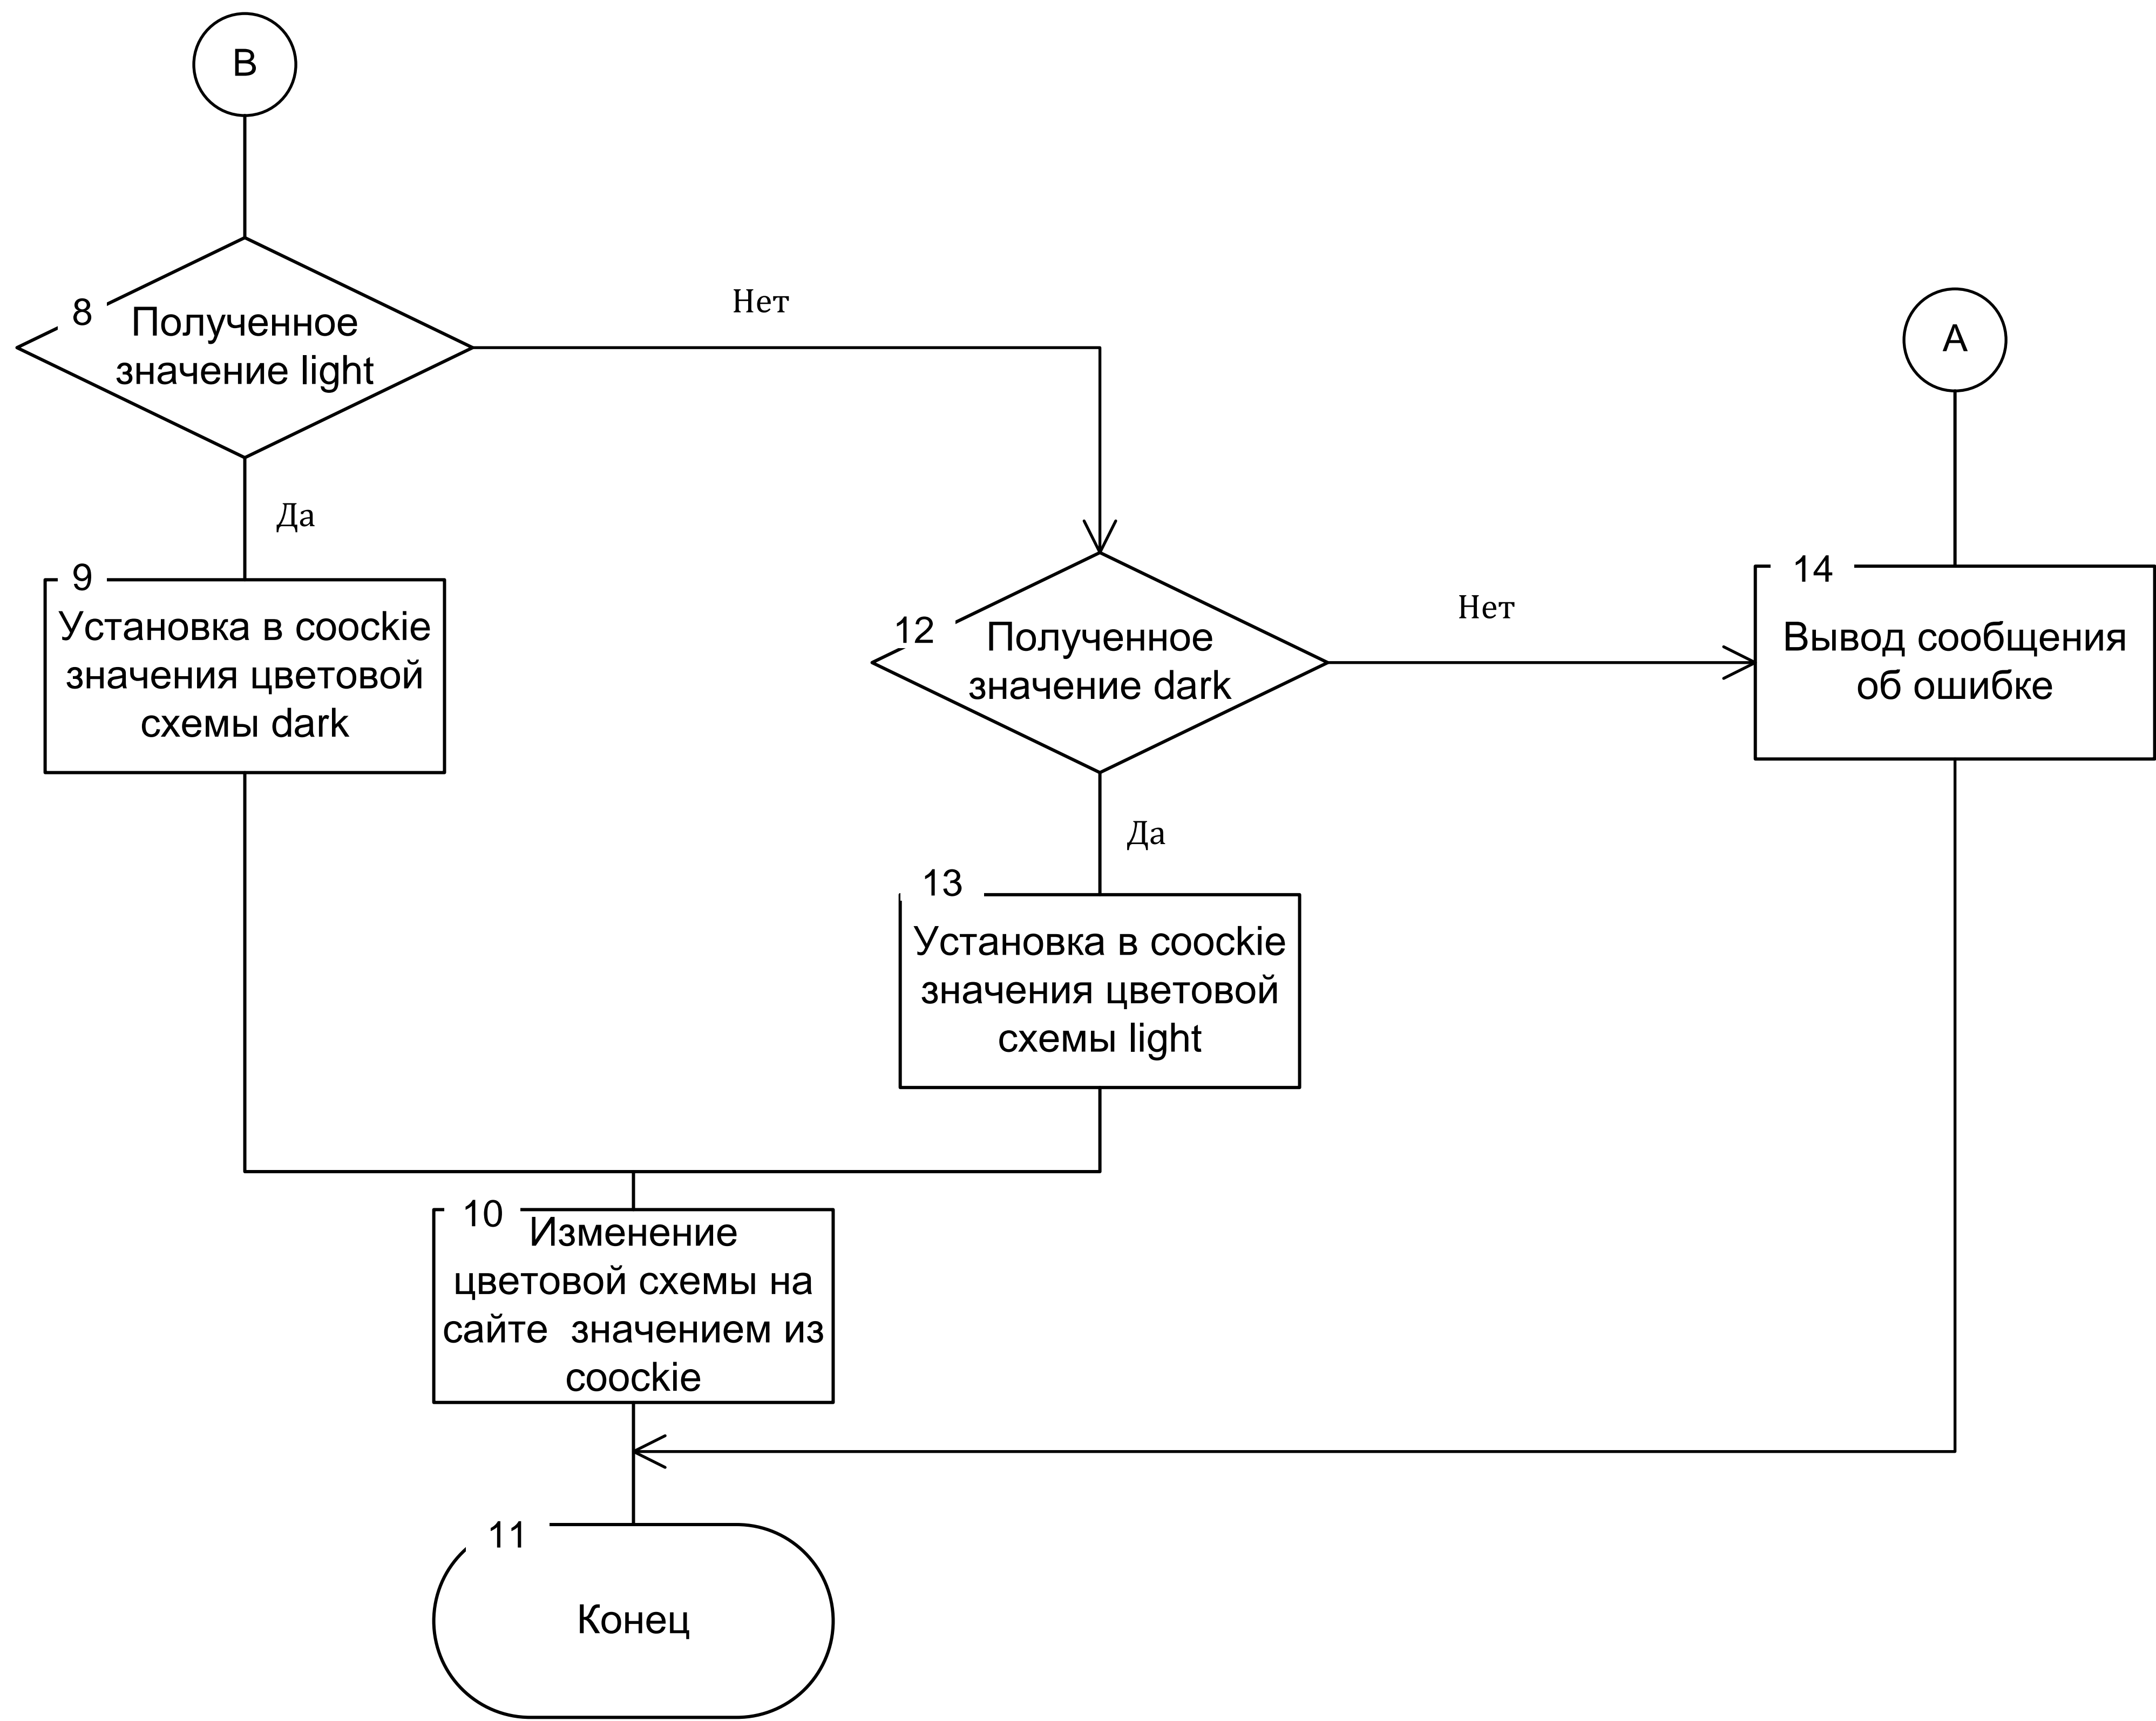 B
8
Полученное
значение light
Нет
Да
9
Установка в coockie
значения цветовой
схемы dark
12
Полученное
значение dark
Нет
Да
A
14
Вывод сообщения
об ошибке
13
Установка в coockie
значения цветовой
схемы light
10
Изменение
цветовой схемы на
сайте  значением из
coockie
11
Конец